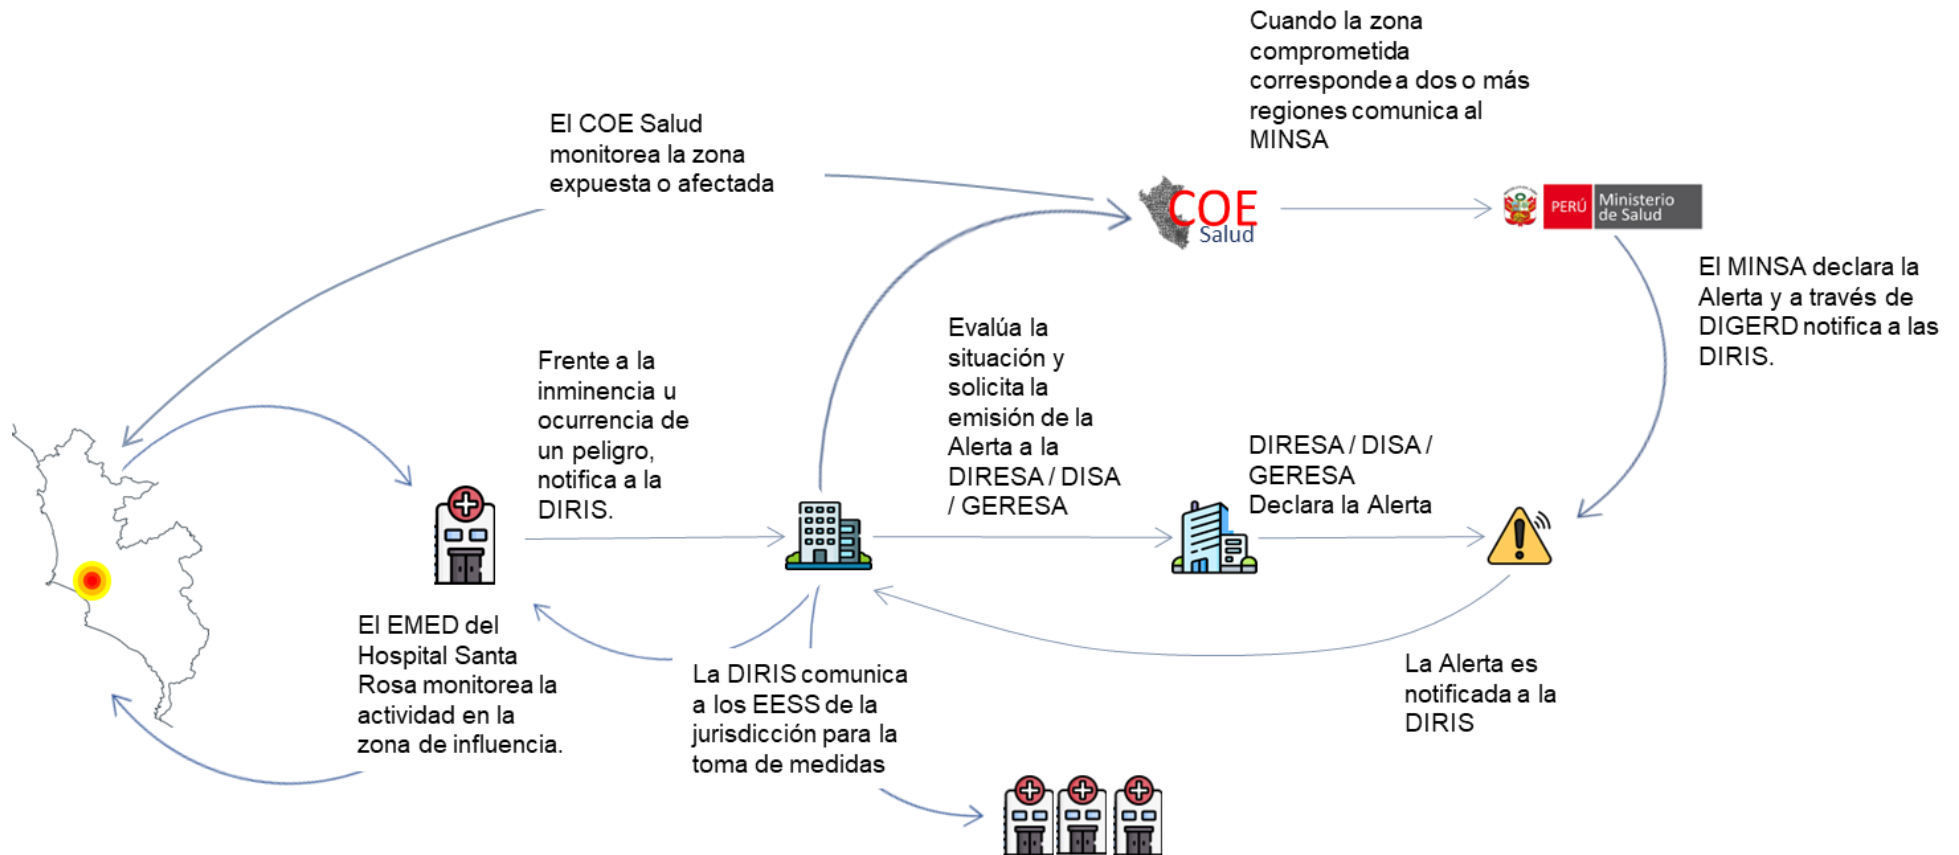 Cuando la zona
comprometida
corresponde a dos o más
regiones comunica al
MINSA
El COE Salud
monitorea la zona
expuesta o afectada
COE
Salud
PERÚ
Ministerio
de Salud
El MINSA declara la
Alerta y a través de
DIGERD notifica a las
DIRIS.
Frente a la
inminencia u
ocurrencia de
un peligro,
notifica a la
DIRIS.
Evalúa la
situación y
solicita la
emisión de la
Alerta a la
DIRESA / DISA
/ GERESA
DIRESA / DISA /
GERESA
Declara la Alerta
El EMED del
Hospital Santa
Rosa monitorea la
actividad en la
zona de influencia.
La DIRIS comunica
a los EESS de la
jurisdicción para la
toma de medidas
La Alerta es
notificada a la
DIRIS